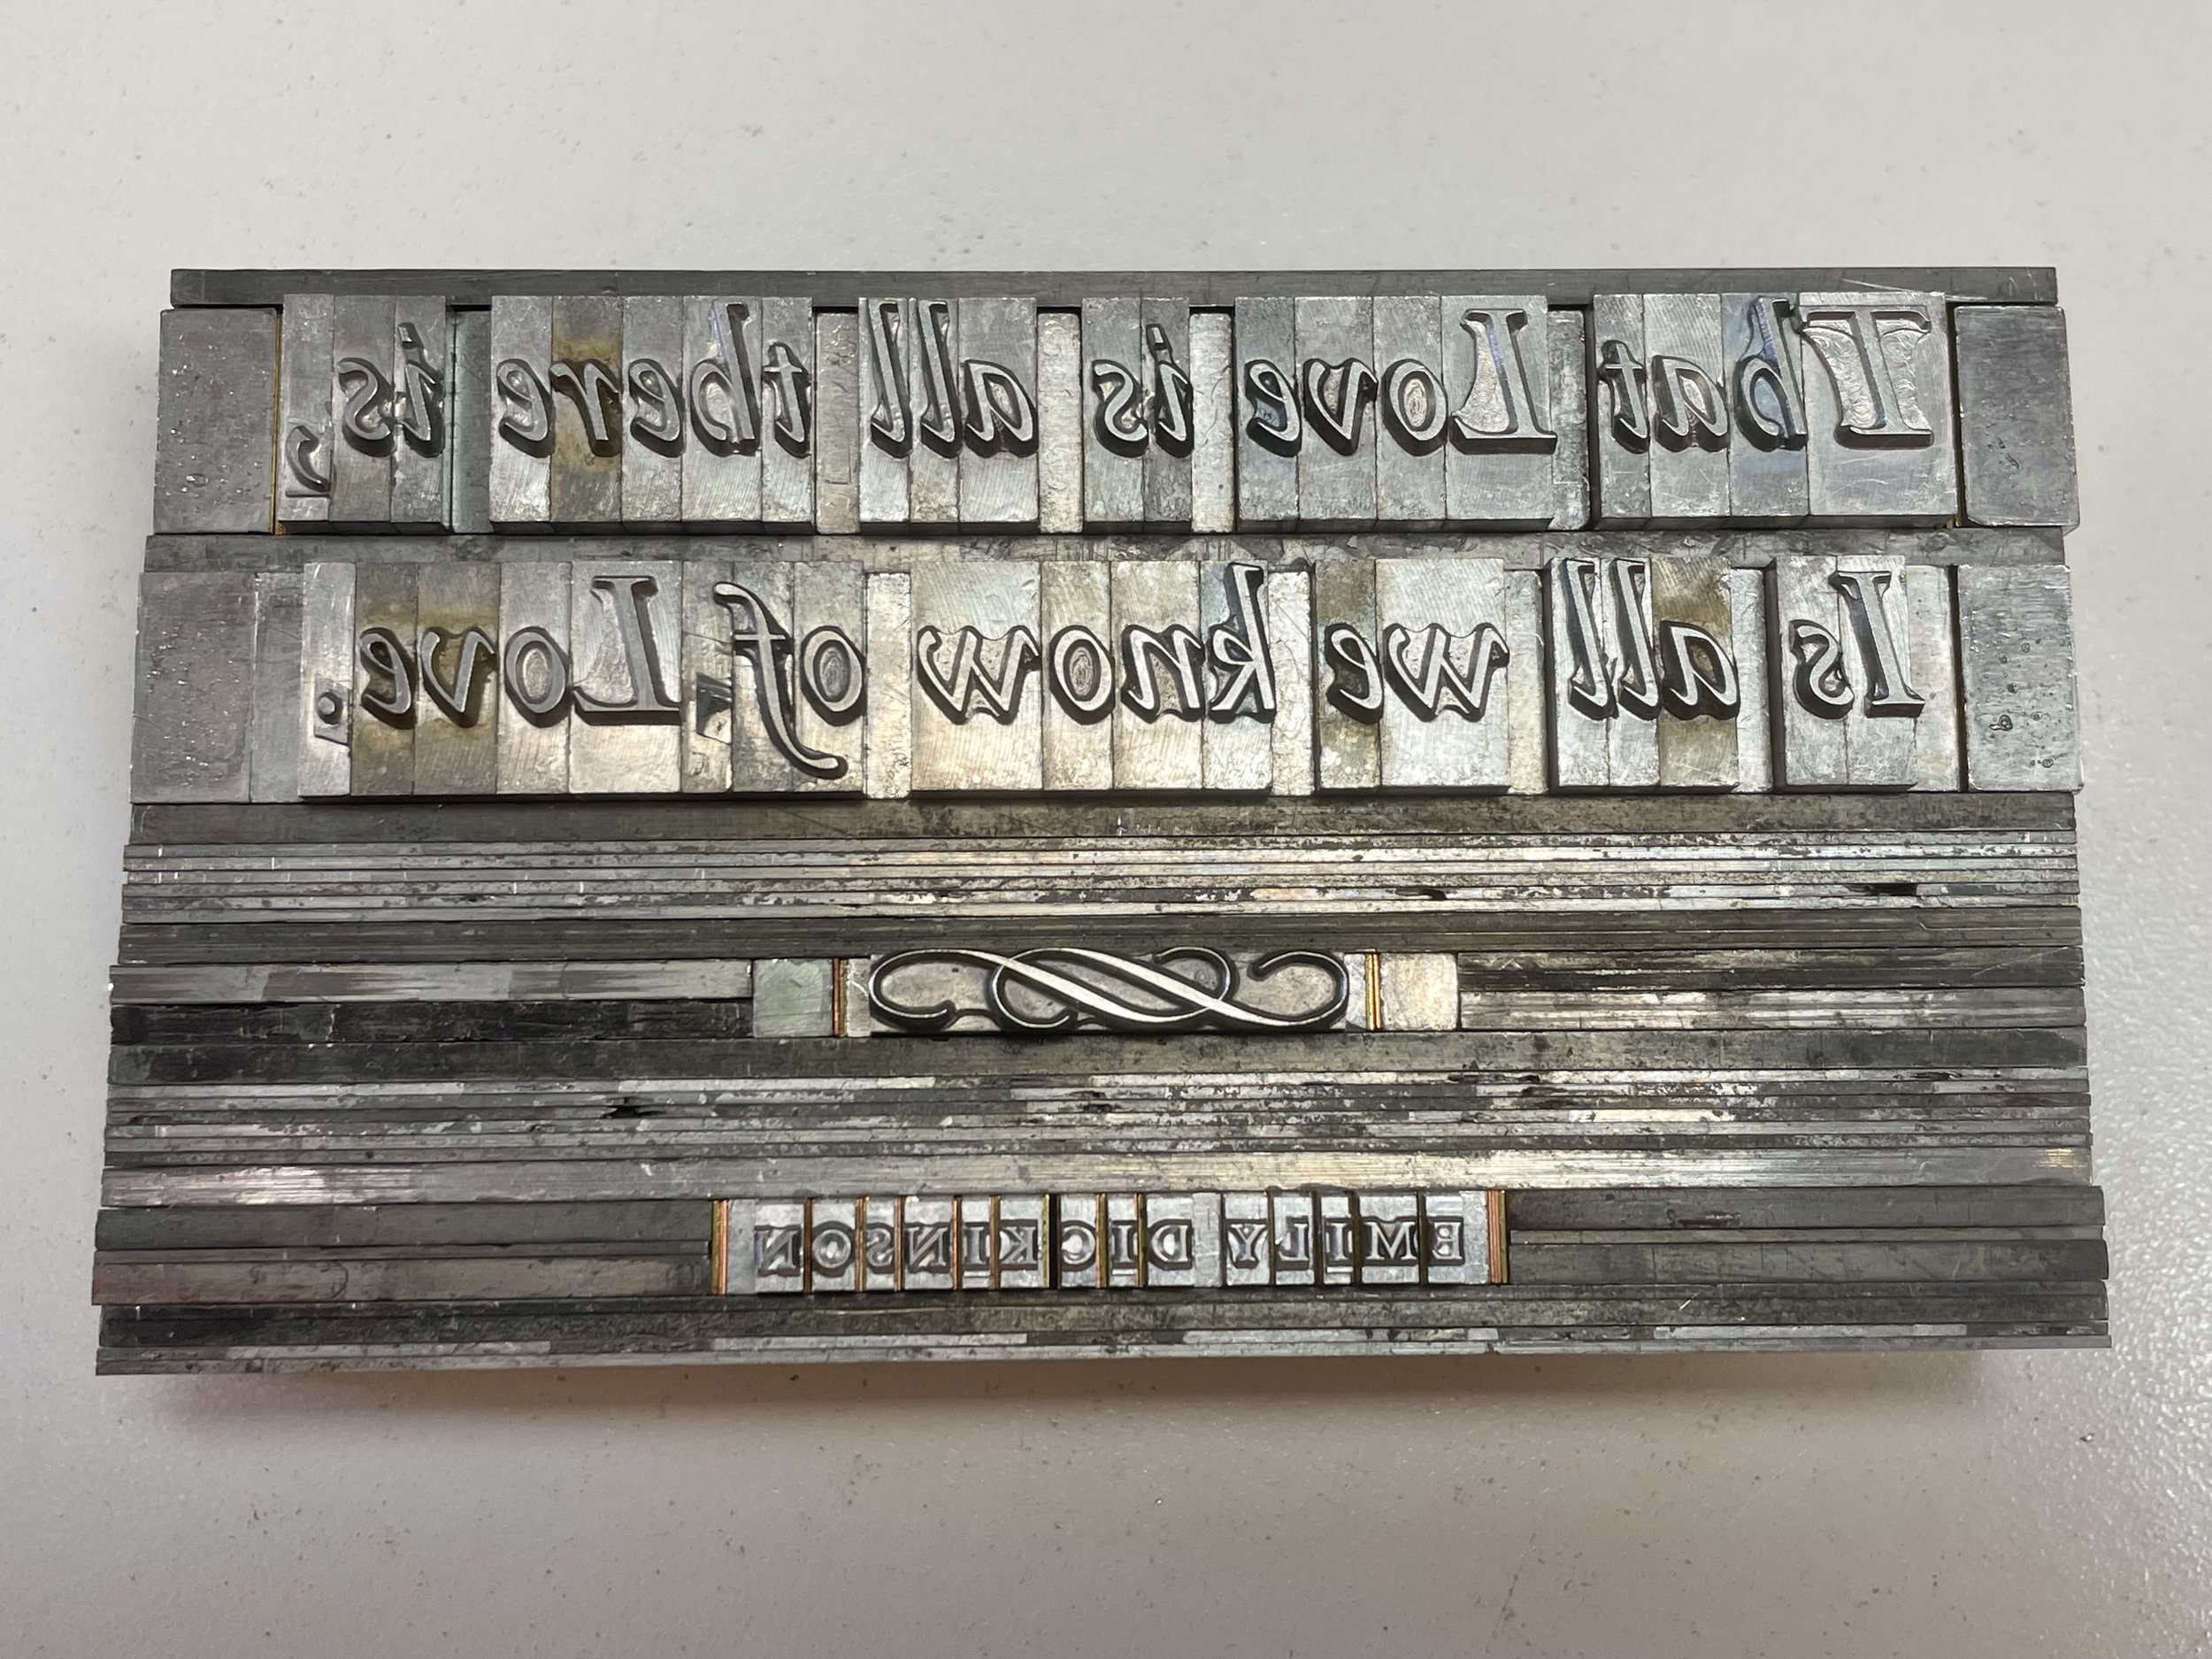 That Love is all there is,
Is all we know of Love.
EMILY DICKINSON